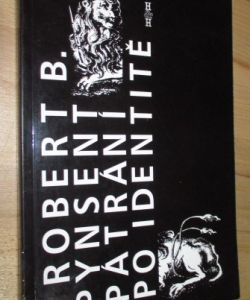 ROBERT B.
PYNSENT
PÁTRÁNÍ
PO IDENTITĚ
H&H